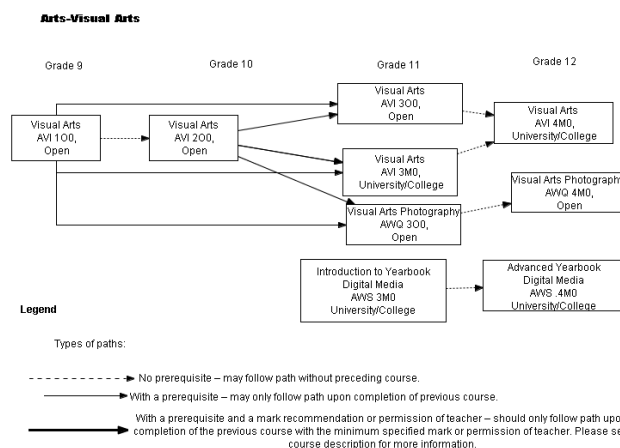 Arts-Visual Arts
Grade 9
Grade 10
Grade 11
Grade 12
Visual Arts
AVI 1O0,
Open
Visual Arts
AVI 2O0,
Open
Visual Arts
AVI 3O0,
Open
Visual Arts
AVI 4M0,
University/College
Visual Arts
AVI 3M0,
University/College
Visual Arts Photography
AWQ 3O0,
Open
Visual Arts Photography
AWQ 4M0,
Open
Introduction to Yearbook
Digital Media
AWS 3M0
University/College
Advanced Yearbook
Digital Media
AWS .4M0
University/College
Legend
Types of paths:
No prerequisite – may follow path without preceding course.
With a prerequisite – may only follow path upon completion of previous course.
With a prerequisite and a mark recommendation or permission of teacher – should only follow path upo
completion of the previous course with the minimum specified mark or permission of teacher. Please se
course description for more information.